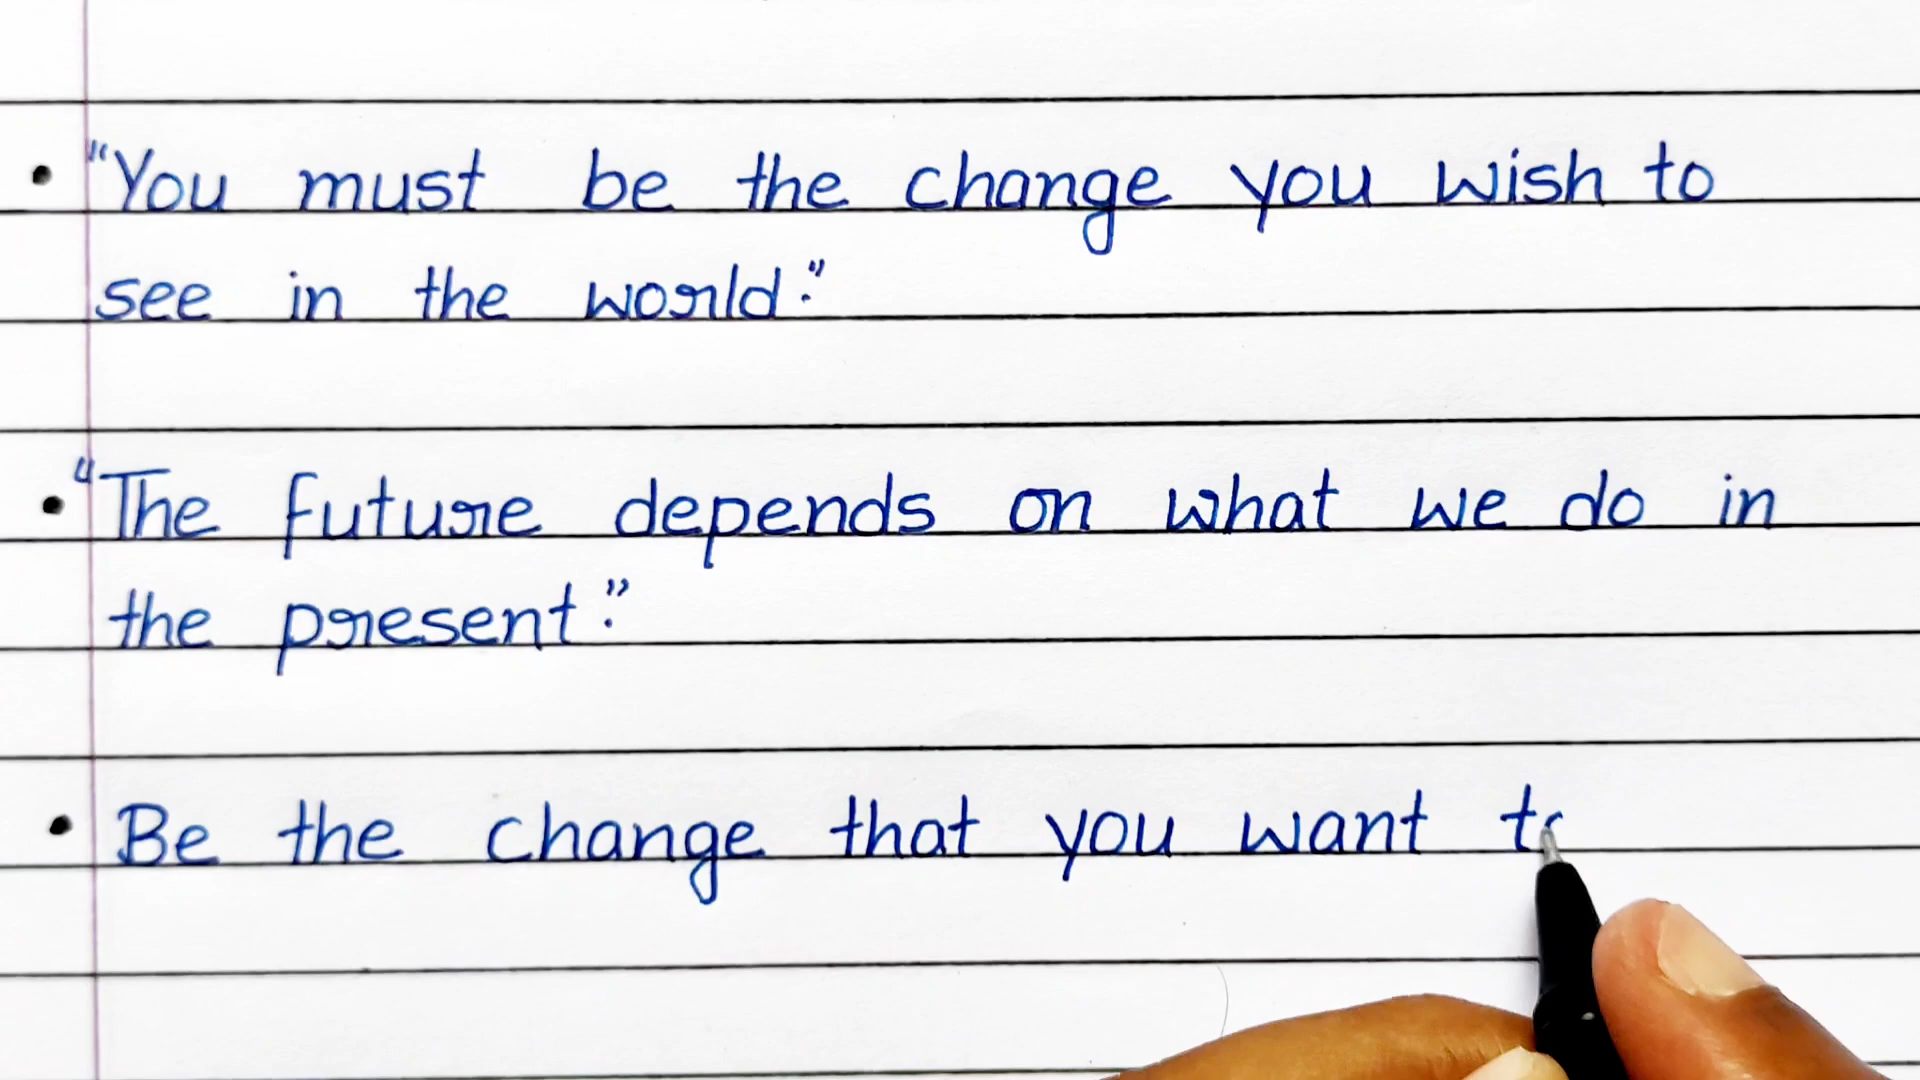 • "You must be the change you wish to
see in the world."
• "The future depends on what we do in
the present."
• Be the change that you want to